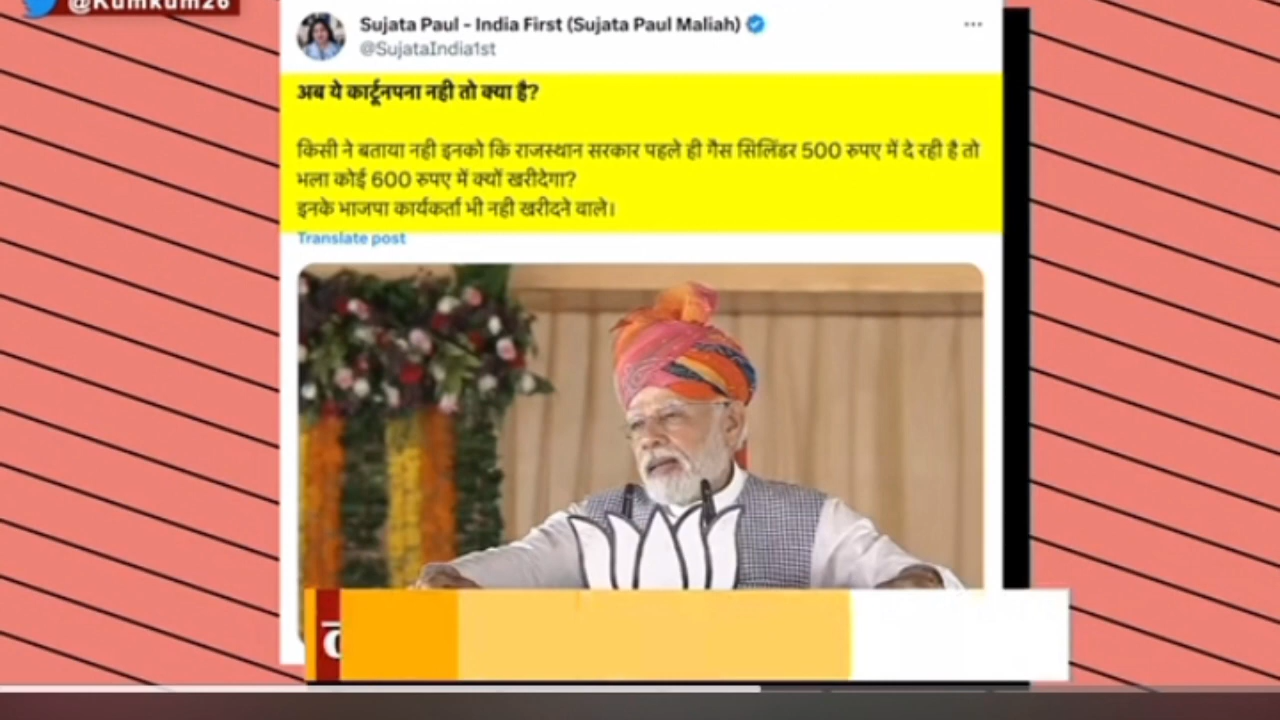 @Kumkum26
Sujata Paul - India First (Sujata Paul Maliah)
@SujataIndia1st
अब ये कार्टूनपना नही तो क्या है?
किसी ने बताया नही इनको कि राजस्थान सरकार पहले ही गैस सिलिंडर 500 रुपए में दे रही है तो
भला कोई 600 रुपए में क्यों खरीदेगा?
इनके भाजपा कार्यकर्ता भी नही खरीदने वाले।
Translate post